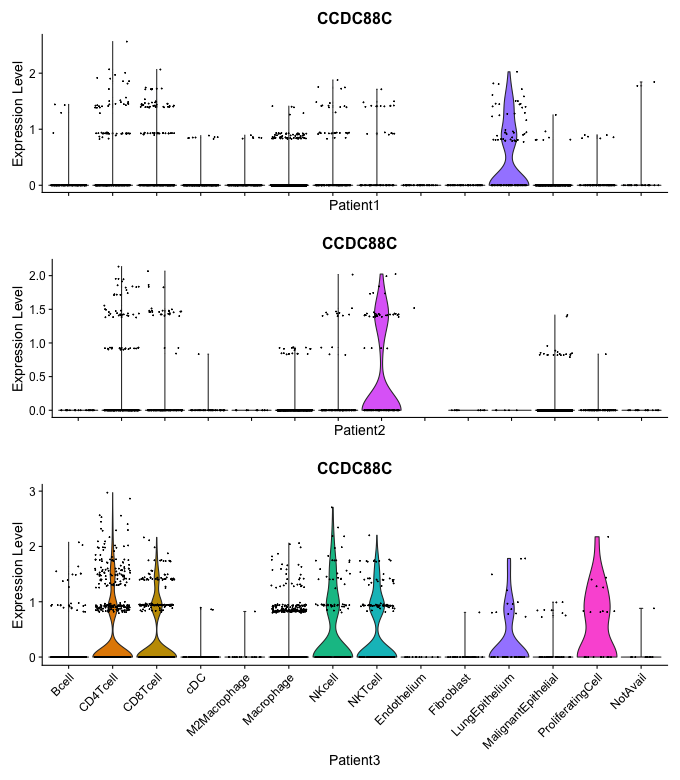 CCDC88C
Expression Level
2
1
0
Patient1
CCDC88C
Expression Level
2.0
1.5
1.0
0.5
0.0
Patient2
CCDC88C
Expression Level
3
2
1
0
Bcell
CD4Tcell
CD8Tcell
cDC
M2Macrophage
Macrophage
NKcell
NKTcell
Endothelium
Fibroblast
LungEpithelium
MalignantEpithelial
ProliferatingCell
NotAvail
Patient3